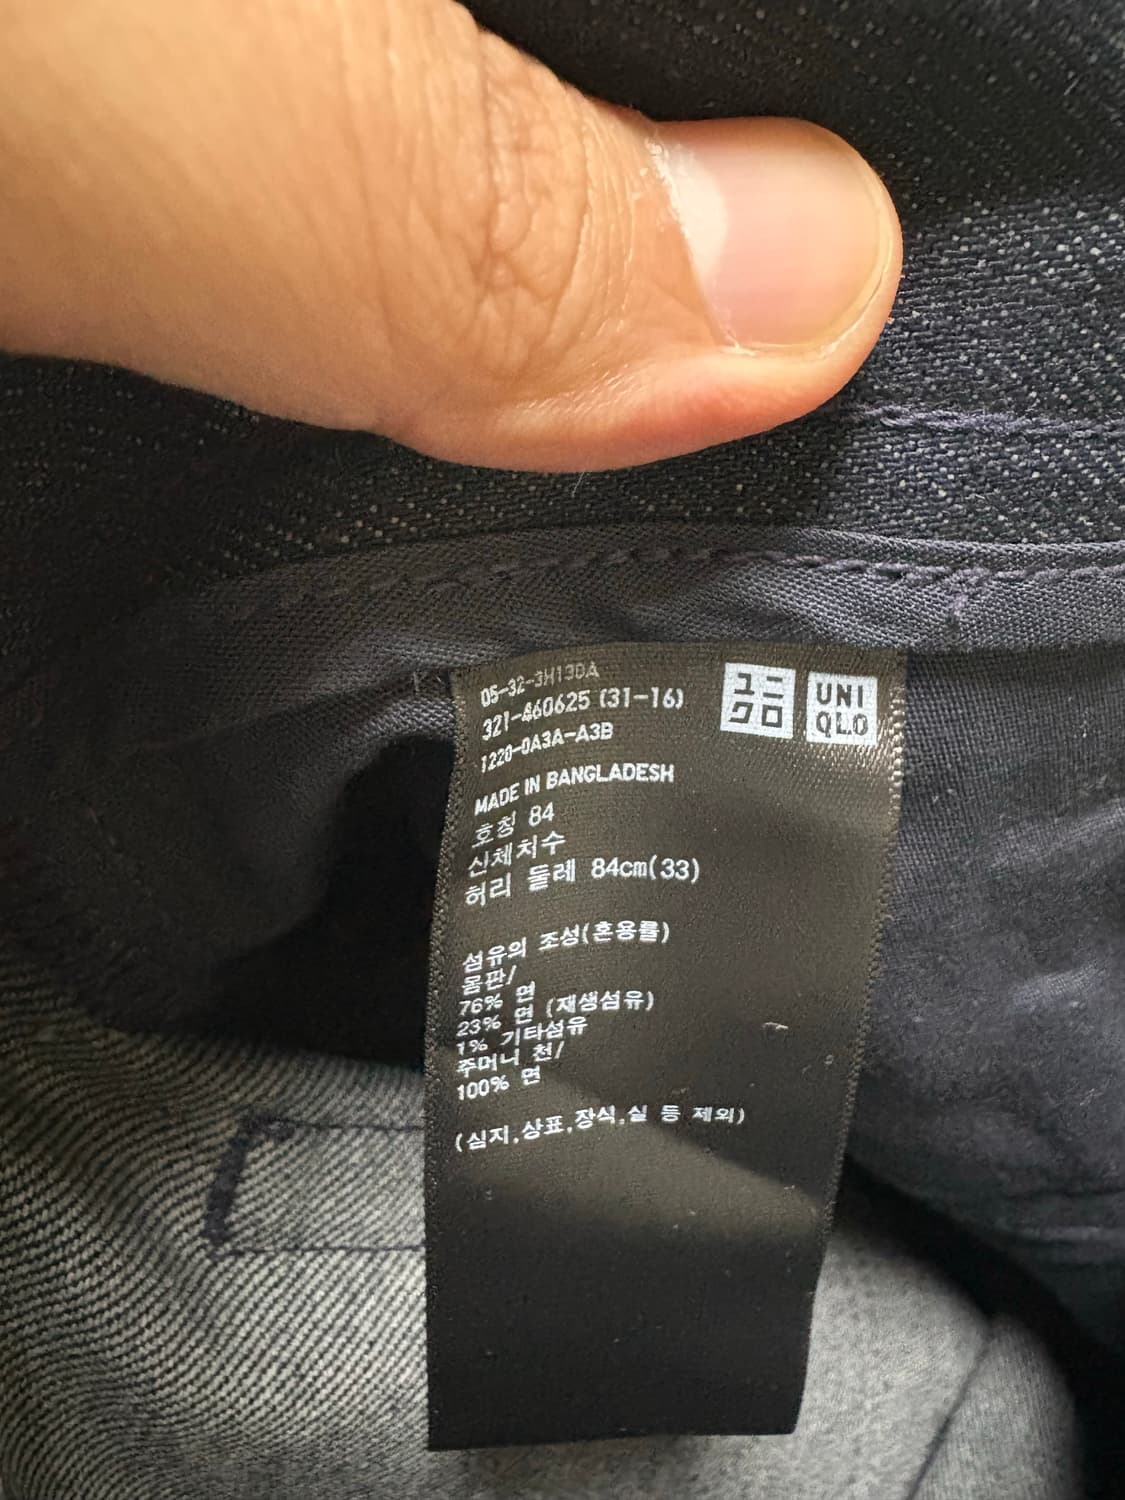 05-32-3H130A
321-460625 (31-16)
1220-0A3A-A3B
ユニ
クロ
UNI
QLO
MADE IN BANGLADESH
호칭 84
신체치수
허리 둘레 84cm(33)
섬유의 조성(혼용률)
몸판/
76% 면
23% 면 (재생섬유)
1% 기타섬유
주머니 천/
100% 면
(심지,상표,장식,실 등 제외)